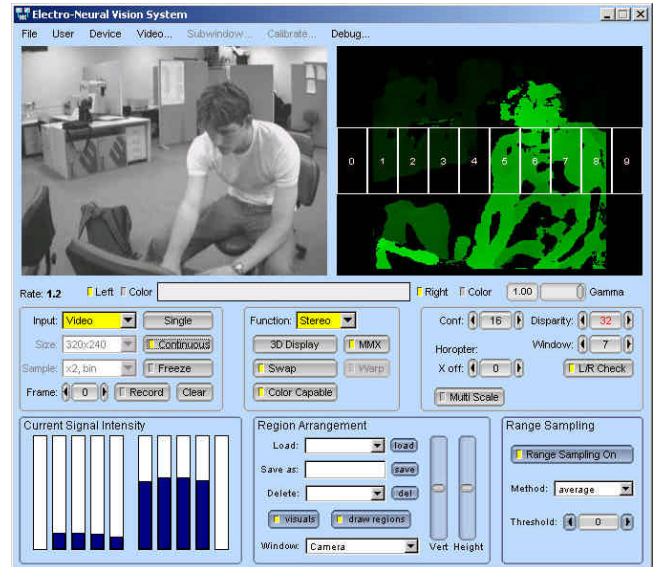 Electro-Neural Vision System
File User Device Video... Subwindow... Calibrate... Debug...
0 1 2 3 4 5 6 7 8 9
Rate: 1.2 Left Color Right Color 1.00 Gamma
Input: Video Single
Size: 320x240 Continuous
Sample: x2, bin Freeze
Frame: 0 Record Clear
Function: Stereo
3D Display MMX
Swap Warp
Color Capable
Conf: 16 Disparity: 32
Horopter: Window: 7
X off: 0 L/R Check
Multi Scale
Current Signal Intensity
Region Arrangement
Load: load
Save as: save
Delete: del
visuals draw regions
Window: Camera
Vert Height
Range Sampling
Range Sampling On
Method: average
Threshold: 0